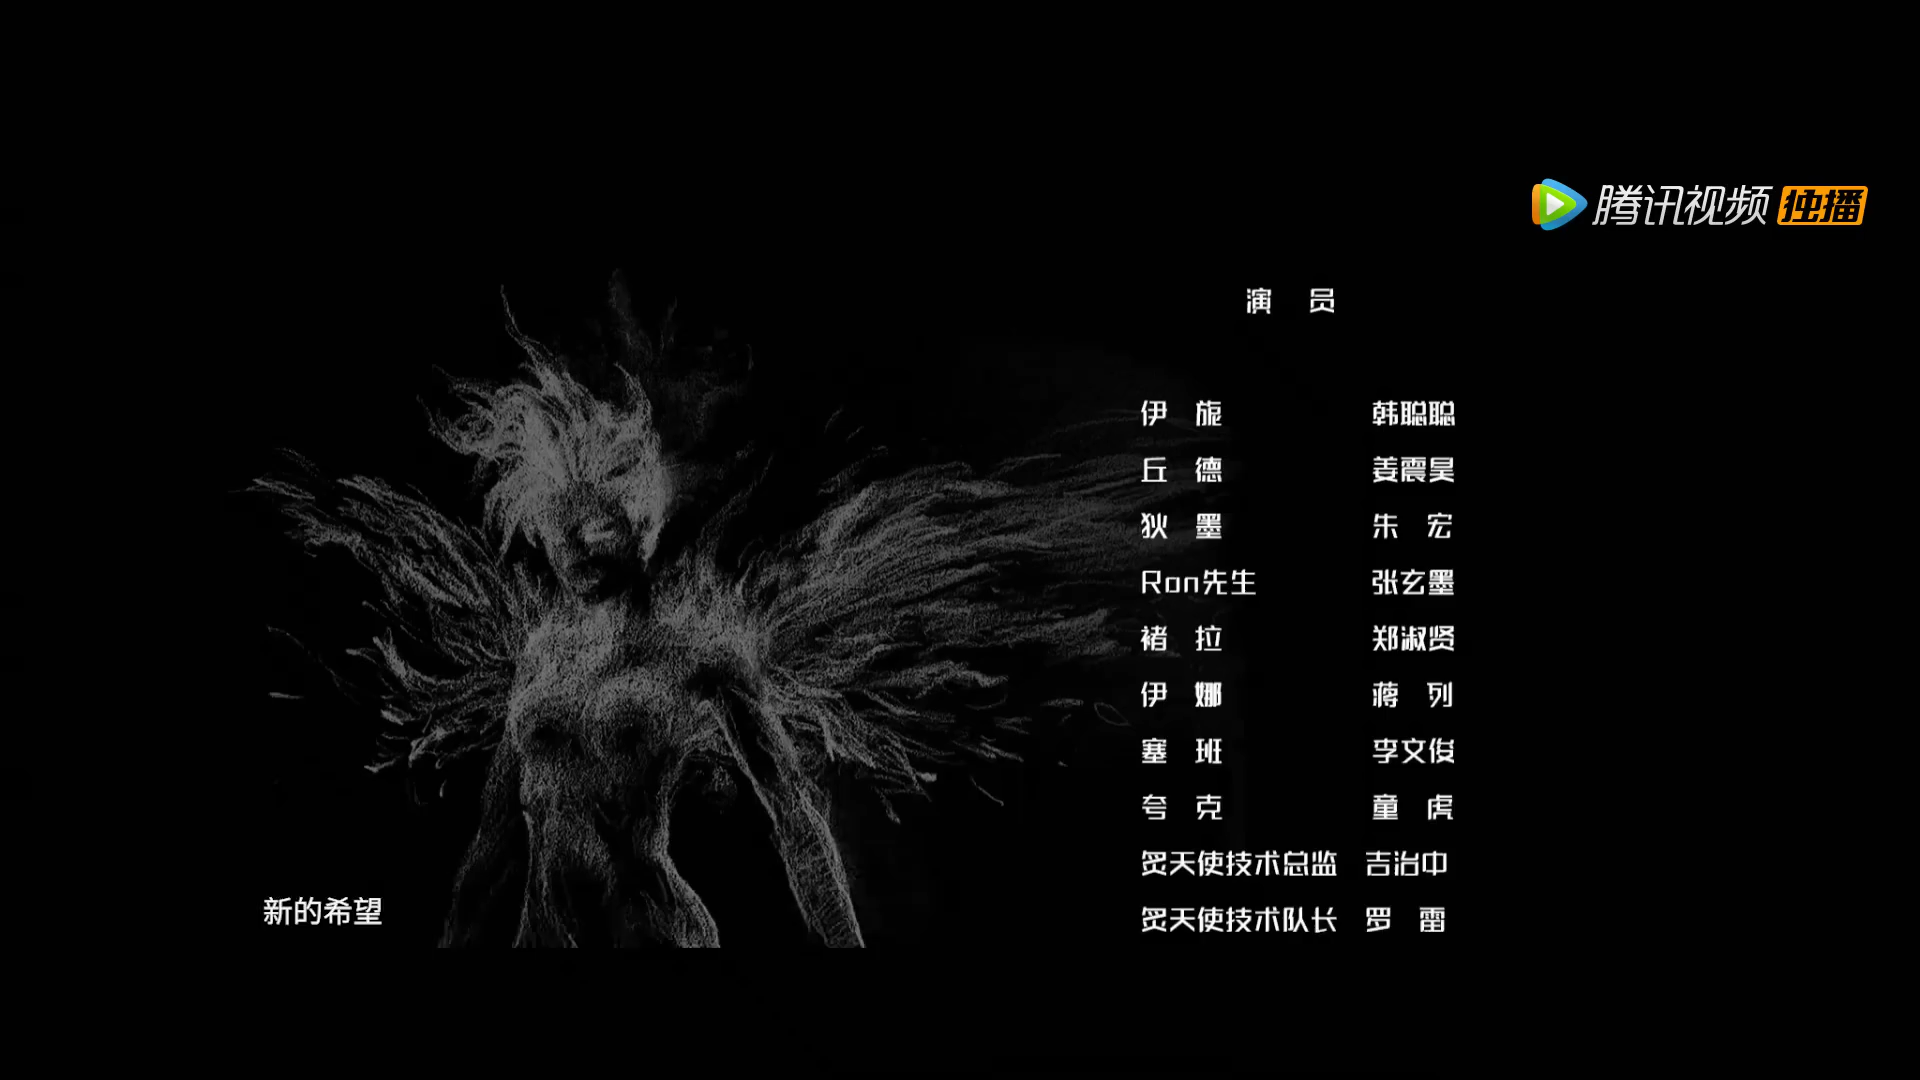 腾讯视频 独播
演 员
伊 旎 韩聪聪
丘 德 姜震昊
狄 墨 朱 宏
Ron先生 张玄墨
褚 拉 郑淑贤
伊 娜 蒋 列
塞 班 李文俊
夸 克 童 虎
炙天使技术总监 吉治中
炙天使技术队长 罗 雷
新的希望